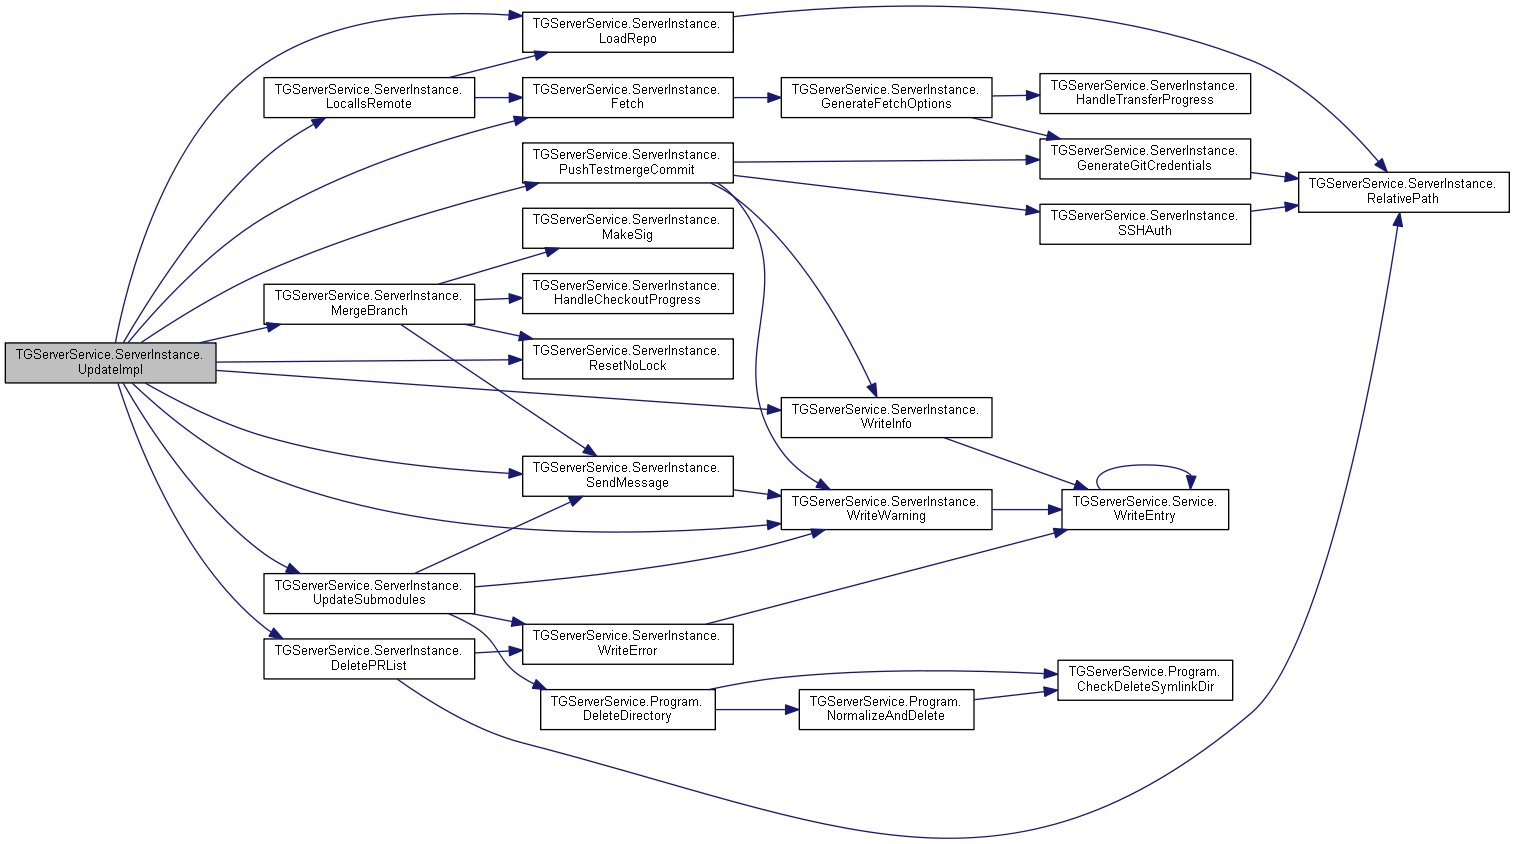 TGServerService.ServerInstance.
LoadRepo
TGServerService.ServerInstance.
LocalIsRemote
TGServerService.ServerInstance.
Fetch
TGServerService.ServerInstance.
GenerateFetchOptions
TGServerService.ServerInstance.
HandleTransferProgress
TGServerService.ServerInstance.
PushTestmergeCommit
TGServerService.ServerInstance.
GenerateGitCredentials
TGServerService.ServerInstance.
RelativePath
TGServerService.ServerInstance.
MakeSig
TGServerService.ServerInstance.
SSHAuth
TGServerService.ServerInstance.
MergeBranch
TGServerService.ServerInstance.
HandleCheckoutProgress
TGServerService.ServerInstance.
UpdateImpl
TGServerService.ServerInstance.
ResetNoLock
TGServerService.ServerInstance.
WriteInfo
TGServerService.ServerInstance.
SendMessage
TGServerService.ServerInstance.
WriteWarning
TGServerService.Service.
WriteEntry
TGServerService.ServerInstance.
UpdateSubmodules
TGServerService.ServerInstance.
WriteError
TGServerService.ServerInstance.
DeletePRList
TGServerService.Program.
DeleteDirectory
TGServerService.Program.
NormalizeAndDelete
TGServerService.Program.
CheckDeleteSymlinkDir